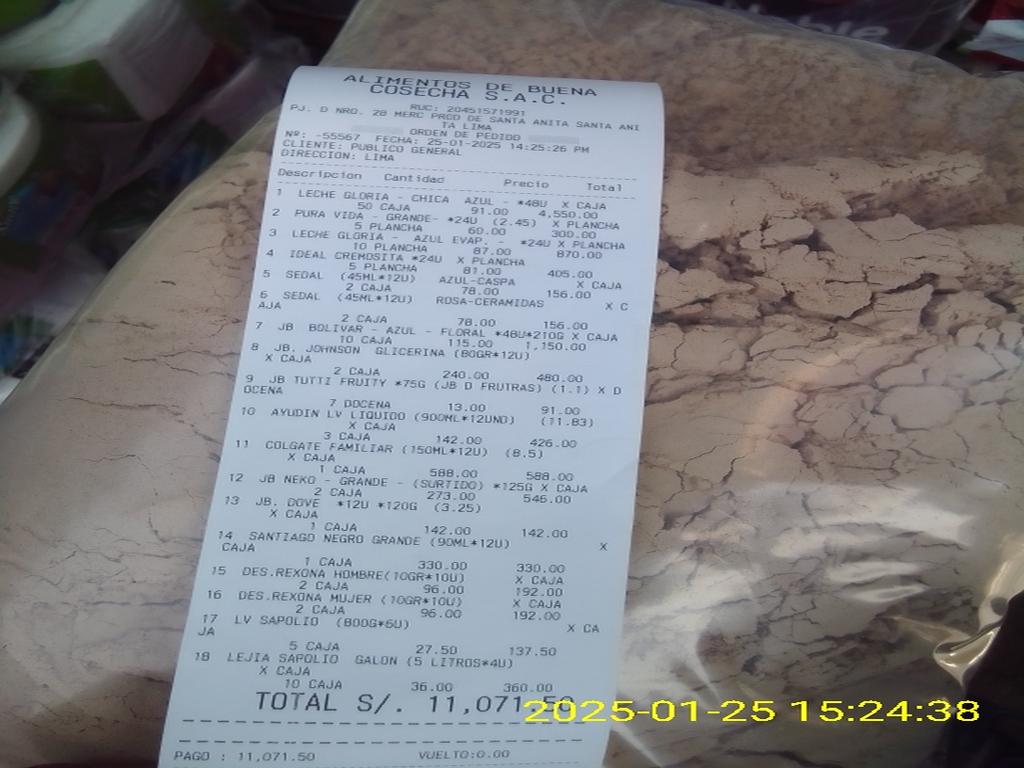 ALIMENTOS DE BUENA
COSECHA S.A.C.
RUC: 20451571991
PJ. D NRO. 28 MERC PROD DE SANTA ANITA SANTA ANI
TA LIMA
ORDEN DE PEDIDO
Nº: -55567 FECHA: 25-01-2025 14:25:26 PM
CLIENTE: PUBLICO GENERAL
DIRECCION: LIMA
Descripcion Cantidad Precio Total
1 LECHE GLORIA - CHICA AZUL - *48U X CAJA
50 CAJA 91.00 4,550.00
2 PURA VIDA - GRANDE- *24U (2.45) X PLANCHA
5 PLANCHA 60.00 300.00
3 LECHE GLORIA - AZUL EVAP. - *24U X PLANCHA
10 PLANCHA 87.00 870.00
4 IDEAL CREMOSITA *24U X PLANCHA
5 PLANCHA 81.00 405.00
5 SEDAL (45ML*12U) AZUL-CASPA X CAJA
2 CAJA 78.00 156.00
6 SEDAL (45ML*12U) ROSA-CERAMIDAS X C
AJA
2 CAJA 78.00 156.00
7 JB BOLIVAR - AZUL - FLORAL *48U*210G X CAJA
10 CAJA 115.00 1,150.00
8 JB. JOHNSON GLICERINA (80GR*12U)
X CAJA
2 CAJA 240.00 480.00
9 JB TUTTI FRUITY *75G (JB D FRUTRAS) (1.1) X D
OCENA
7 DOCENA 13.00 91.00
10 AYUDIN LV LIQUIDO (900ML*12UND) (11.83)
X CAJA
3 CAJA 142.00 426.00
11 COLGATE FAMILIAR (150ML*12U) (8.5)
X CAJA
1 CAJA 588.00 588.00
12 JB NEKO - GRANDE - (SURTIDO) *125G X CAJA
2 CAJA 273.00 546.00
13 JB. DOVE *12U *120G (3.25)
X CAJA
1 CAJA 142.00 142.00
14 SANTIAGO NEGRO GRANDE (90ML*12U) X
CAJA
1 CAJA 330.00 330.00
15 DES.REXONA HOMBRE(10GR*10U) X CAJA
2 CAJA 96.00 192.00
16 DES.REXONA MUJER (10GR*10U) X CAJA
2 CAJA 96.00 192.00
17 LV SAPOLIO (800G*6U) X CA
JA
5 CAJA 27.50 137.50
18 LEJIA SAPOLIO GALON (5 LITROS*4U)
X CAJA
10 CAJA 36.00 360.00
TOTAL S/. 11,071.50
2025-01-25 15:24:38
PAGO : 11,071.50 VUELTO:0.00